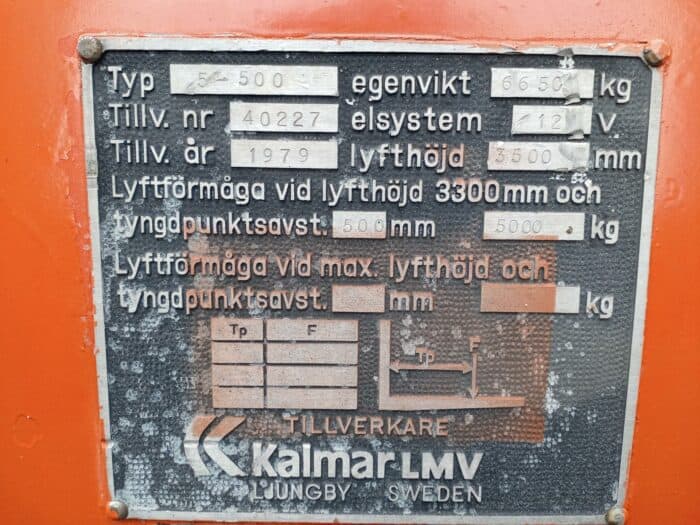 Typ 5-500 egenvikt 6650 kg
Tillv. nr 40227 elsystem 12 V.
Tillv. år 1979 lyfthöjd 3500 mm
Lyftförmåga vid lyfthöjd 3300 mm och
tyngdpunktsavst. 500 mm 5000 kg
Lyftförmåga vid max. lyfthöjd och
tyngdpunktsavst. mm kg
Tp F
Tp F
TILLVERKARE
Kalmar LMV
LJUNGBY SWEDEN